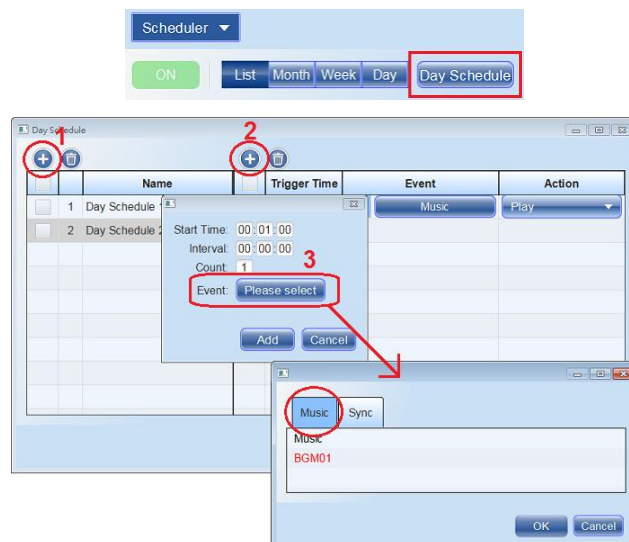 Scheduler
ON List Month Week Day Day Schedule
Day Schedule
1 2
Name Trigger Time Event Action
1 Day Schedule 1 Music Play
2 Day Schedule 2
Start Time: 00:01:00
Interval: 00:00:00
Count: 1
3
Event: Please select
Add Cancel
Music Sync
Music
BGM01
OK Cancel